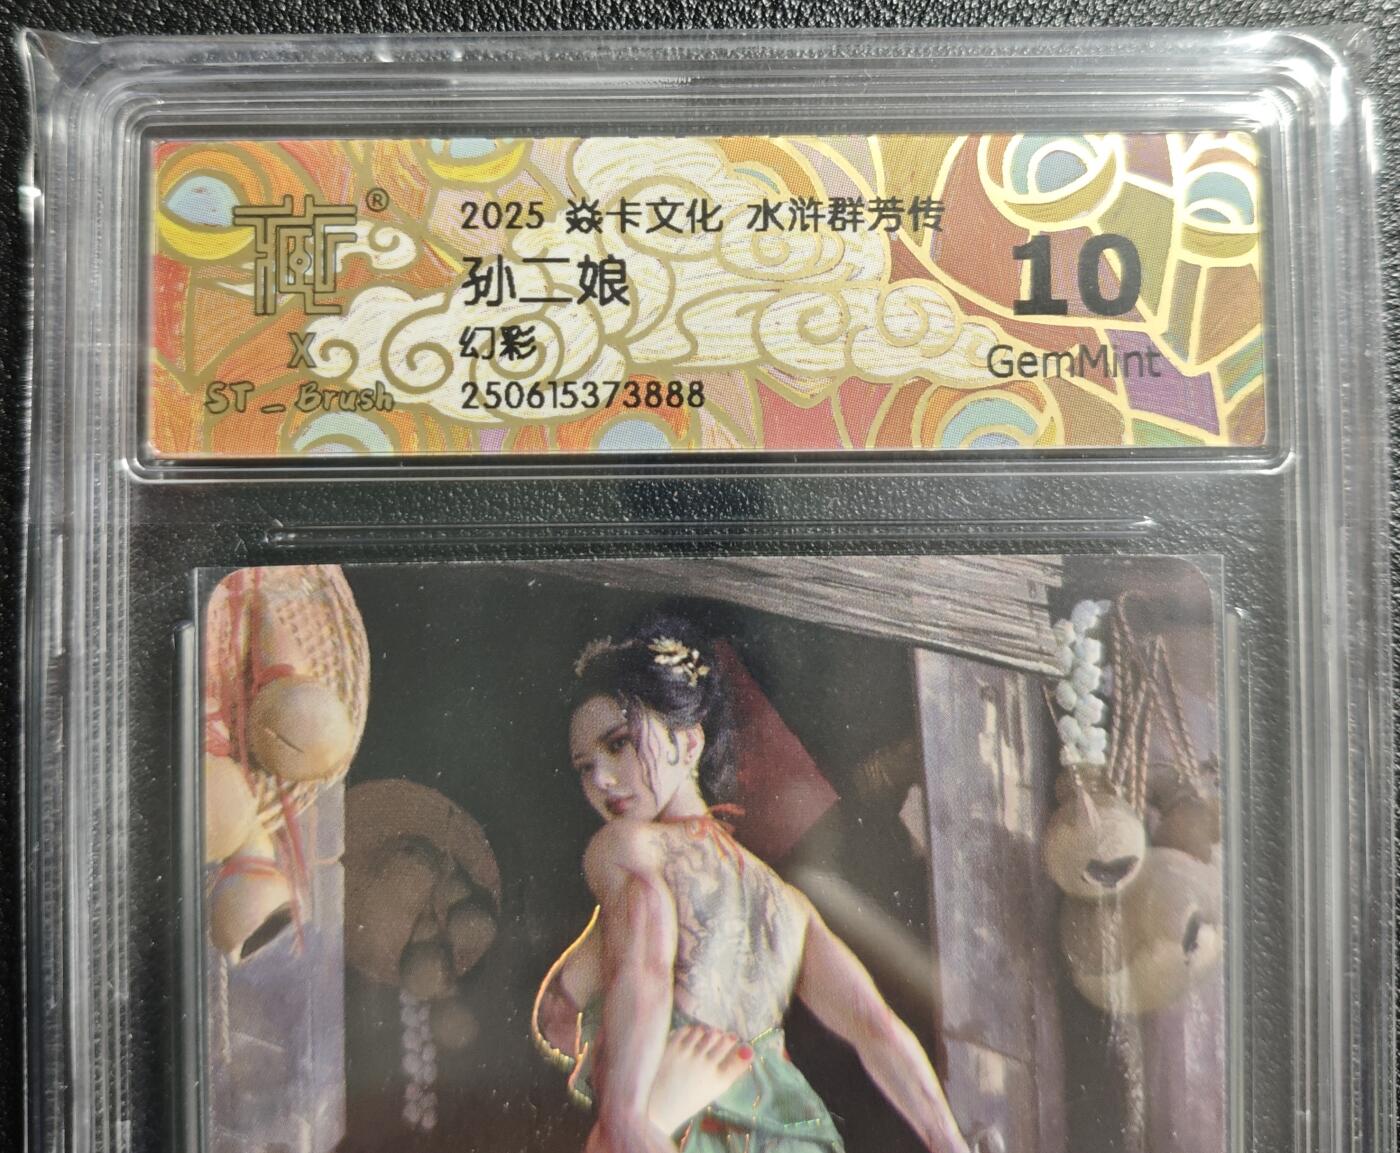 ®
2025 焱卡文化 水浒群芳传
孙二娘
幻彩
250615373888
X
ST_Brush
10
GemMint